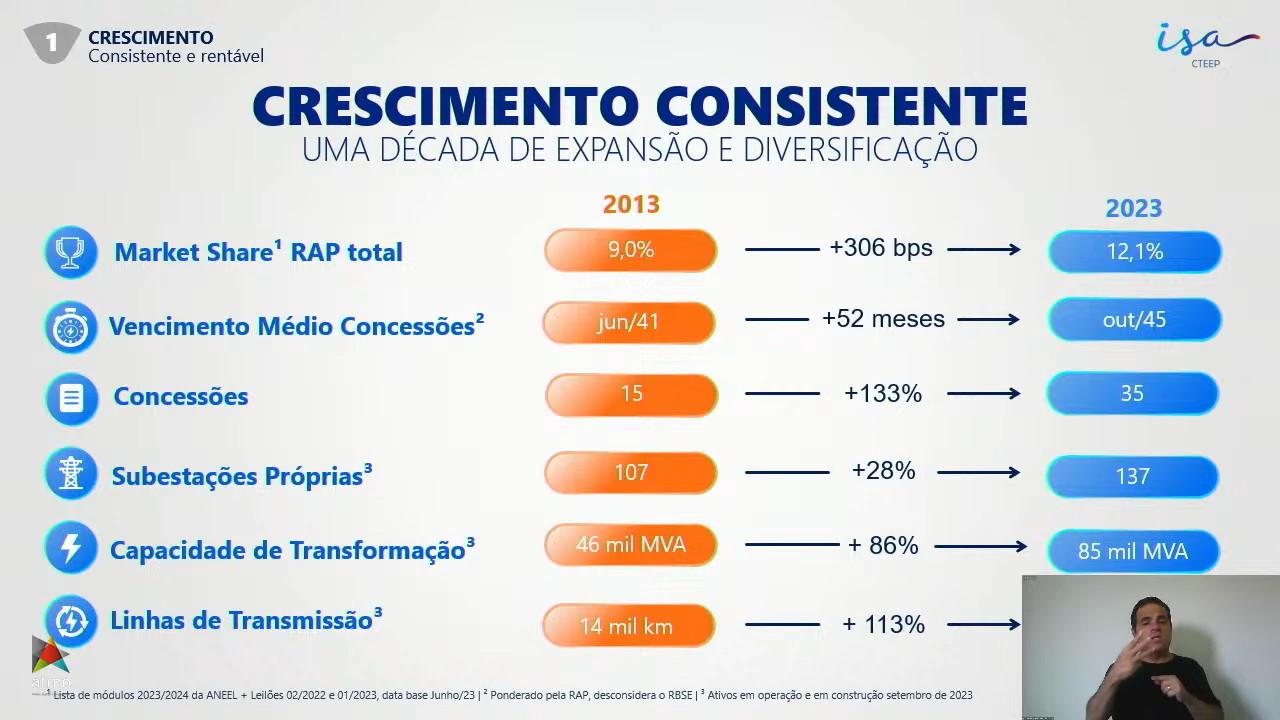 1
CRESCIMENTO
Consistente e rentável
isa
CTEEP
CRESCIMENTO CONSISTENTE
UMA DÉCADA DE EXPANSÃO E DIVERSIFICAÇÃO
2013
2023
Market Share¹ RAP total 9,0% +306 bps 12,1%
Vencimento Médio Concessões² jun/41 +52 meses out/45
Concessões 15 +133% 35
Subestações Próprias³ 107 +28% 137
Capacidade de Transformação³ 46 mil MVA + 86% 85 mil MVA
Linhas de Transmissão³ 14 mil km + 113%
atmo
¹ Lista de módulos 2023/2024 da ANEEL + Leilões 02/2022 e 01/2023, data base Junho/23 | ² Ponderado pela RAP, desconsidera o RBSE | ³ Ativos em operação e em construção setembro de 2023